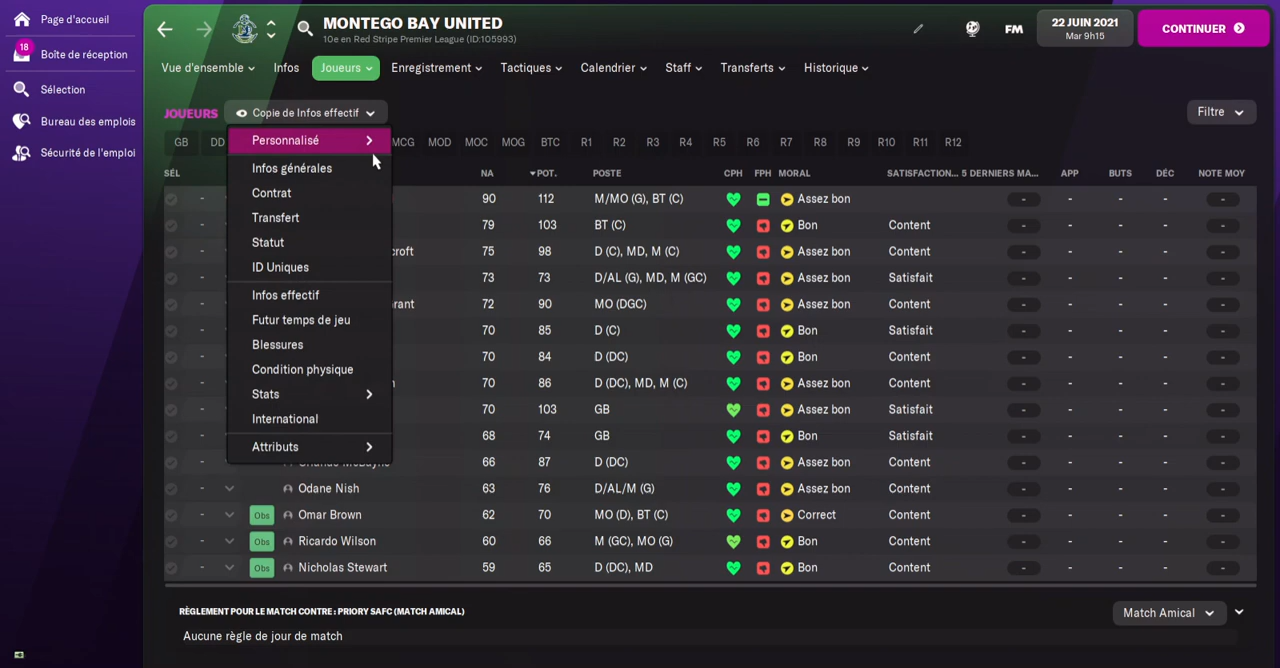 Page d'accueil
18
Boîte de réception
Sélection
Bureau des emplois
Sécurité de l'emploi
MONTEGO BAY UNITED
10e en Red Stripe Premier League (ID:105993)
FM
22 JUIN 2021
Mar 9h15
CONTINUER
Vue d'ensemble Infos Joueurs Enregistrement Tactiques Calendrier Staff Transferts Historique
JOUEURS Copie de Infos effectif Filtre
GB DD MCG MOD MOC MOG BTC R1 R2 R3 R4 R5 R6 R7 R8 R9 R10 R11 R12
Personnalisé
Infos générales
Contrat
Transfert
Statut
ID Uniques
Infos effectif
Futur temps de jeu
Blessures
Condition physique
Stats
International
Attributs
SÉL NA POT. POSTE CPH FPH MORAL SATISFACTION... 5 DERNIERS MA... APP BUTS DÉC NOTE MOY
- 90 112 M/MO (G), BT (C) Assez bon - - - - -
- 79 103 BT (C) Bon Content - - - - -
- croft 75 98 D (C), MD, M (C) Assez bon Content - - - - -
- 73 73 D/AL (G), MD, M (GC) Assez bon Satisfait - - - - -
- rant 72 90 MO (DGC) Assez bon Content - - - - -
- 70 85 D (C) Bon Satisfait - - - - -
- 70 84 D (DC) Bon Content - - - - -
- 70 86 D (DC), MD, M (C) Assez bon Content - - - - -
- 70 103 GB Assez bon Satisfait - - - - -
- 68 74 GB Bon Satisfait - - - - -
- 66 87 D (DC) Assez bon Content - - - - -
- Odane Nish 63 76 D/AL/M (G) Assez bon Content - - - - -
- Obs Omar Brown 62 70 MO (D), BT (C) Correct Content - - - - -
- Obs Ricardo Wilson 60 66 M (GC), MO (G) Bon Content - - - - -
- Obs Nicholas Stewart 59 65 D (DC), MD Bon Content - - - - -
RÈGLEMENT POUR LE MATCH CONTRE : PRIORY SAFC (MATCH AMICAL) Match Amical
Aucune règle de jour de match